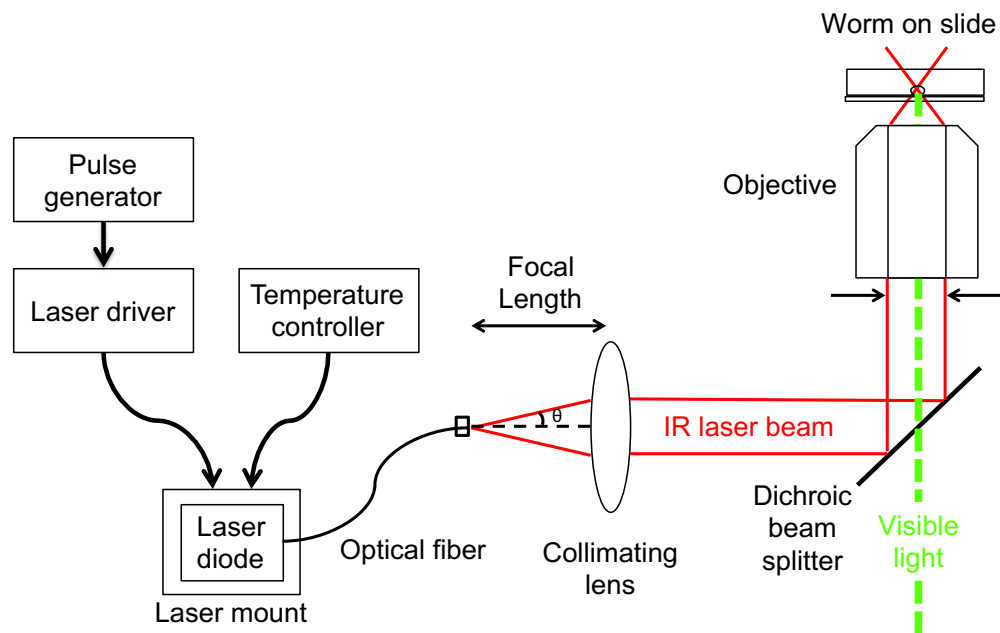 Worm on slide
Pulse
generator
Objective
Laser driver
Temperature
controller
Focal
Length
θ
IR laser beam
Dichroic
beam
splitter
Visible
light
Laser
diode
Optical fiber
Collimating
lens
Laser mount